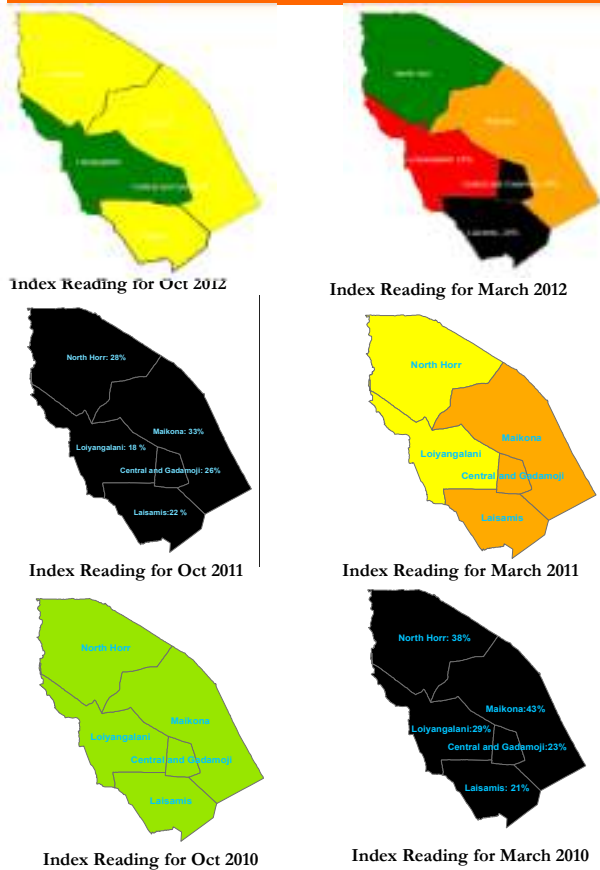 Index Reading for Oct 2012
Index Reading for March 2012
North Horr: 28%
Maikona: 33%
Loiyangalani: 18 %
Central and Gadamoji: 26%
Laisamis:22 %
Index Reading for Oct 2011
North Horr
Maikona
Loiyangalani
Central and Gadamoji
Laisamis
Index Reading for March 2011
North Horr
Maikona
Loiyangalani
Central and Gadamoji
Laisamis
Index Reading for Oct 2010
North Horr: 38%
Maikona:43%
Loiyangalani:29%
Central and Gadamoji:23%
Laisamis: 21%
Index Reading for March 2010